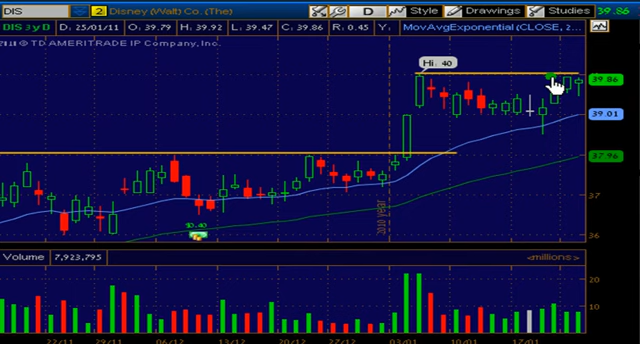 DIS 2 Disney (Walt) Co. (The) D Style Drawings Studies 39.86
DIS 3y D D: 25/01/11 O: 39.79 H: 39.92 L: 39.47 C: 39.86 R: 0.45 MovAvgExponential (CLOSE, 2...
2011 © TD AMERITRADE IP Company, Inc.
Hi: 40
39.86
39.01
37.96
37
36
10.40
2010 year
Volume 7,923,795 <millions>
20
10
22/11 29/11 06/12 13/12 20/12 27/12 03/01 10/01 17/01